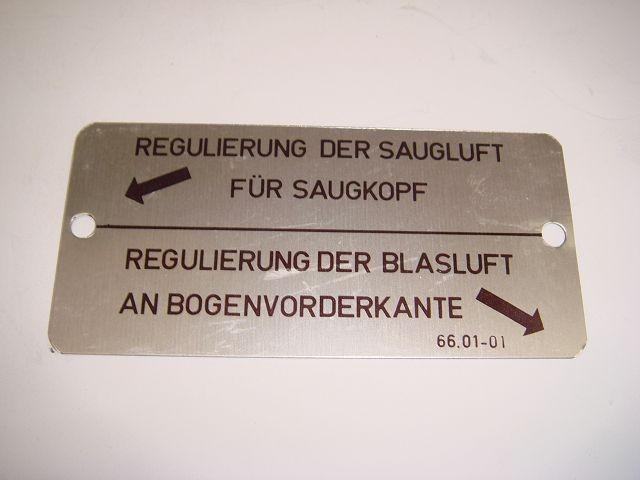 REGULIERUNG DER SAUGLUFT
FÜR SAUGKOPF
REGULIERUNG DER BLASLUFT
AN BOGENVORDERKANTE
66.01-01